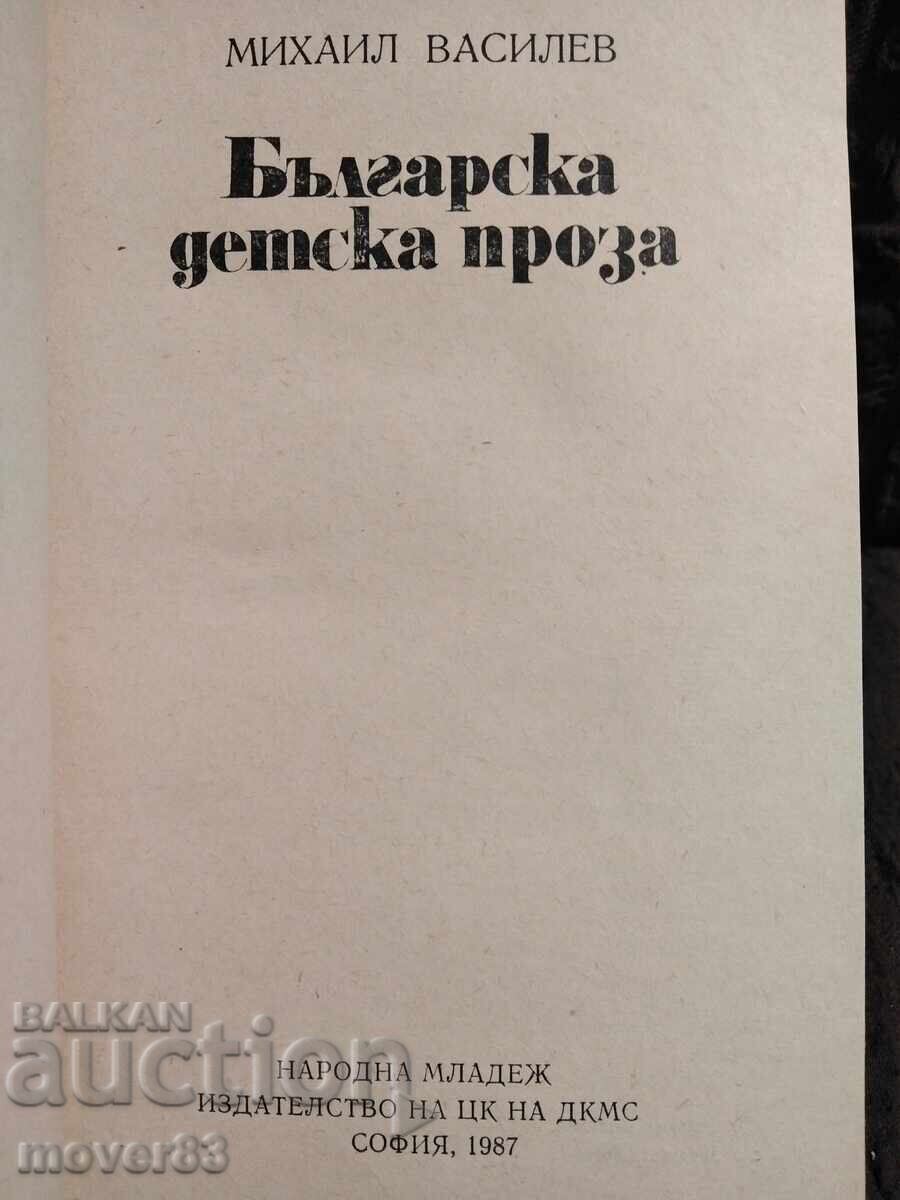 МИХАИЛ ВАСИЛЕВ
Българска
детска проза
НАРОДНА МЛАДЕЖ
ИЗДАТЕЛСТВО НА ЦК НА ДКМС
СОФИЯ, 1987
BALKAN
auction
mover83